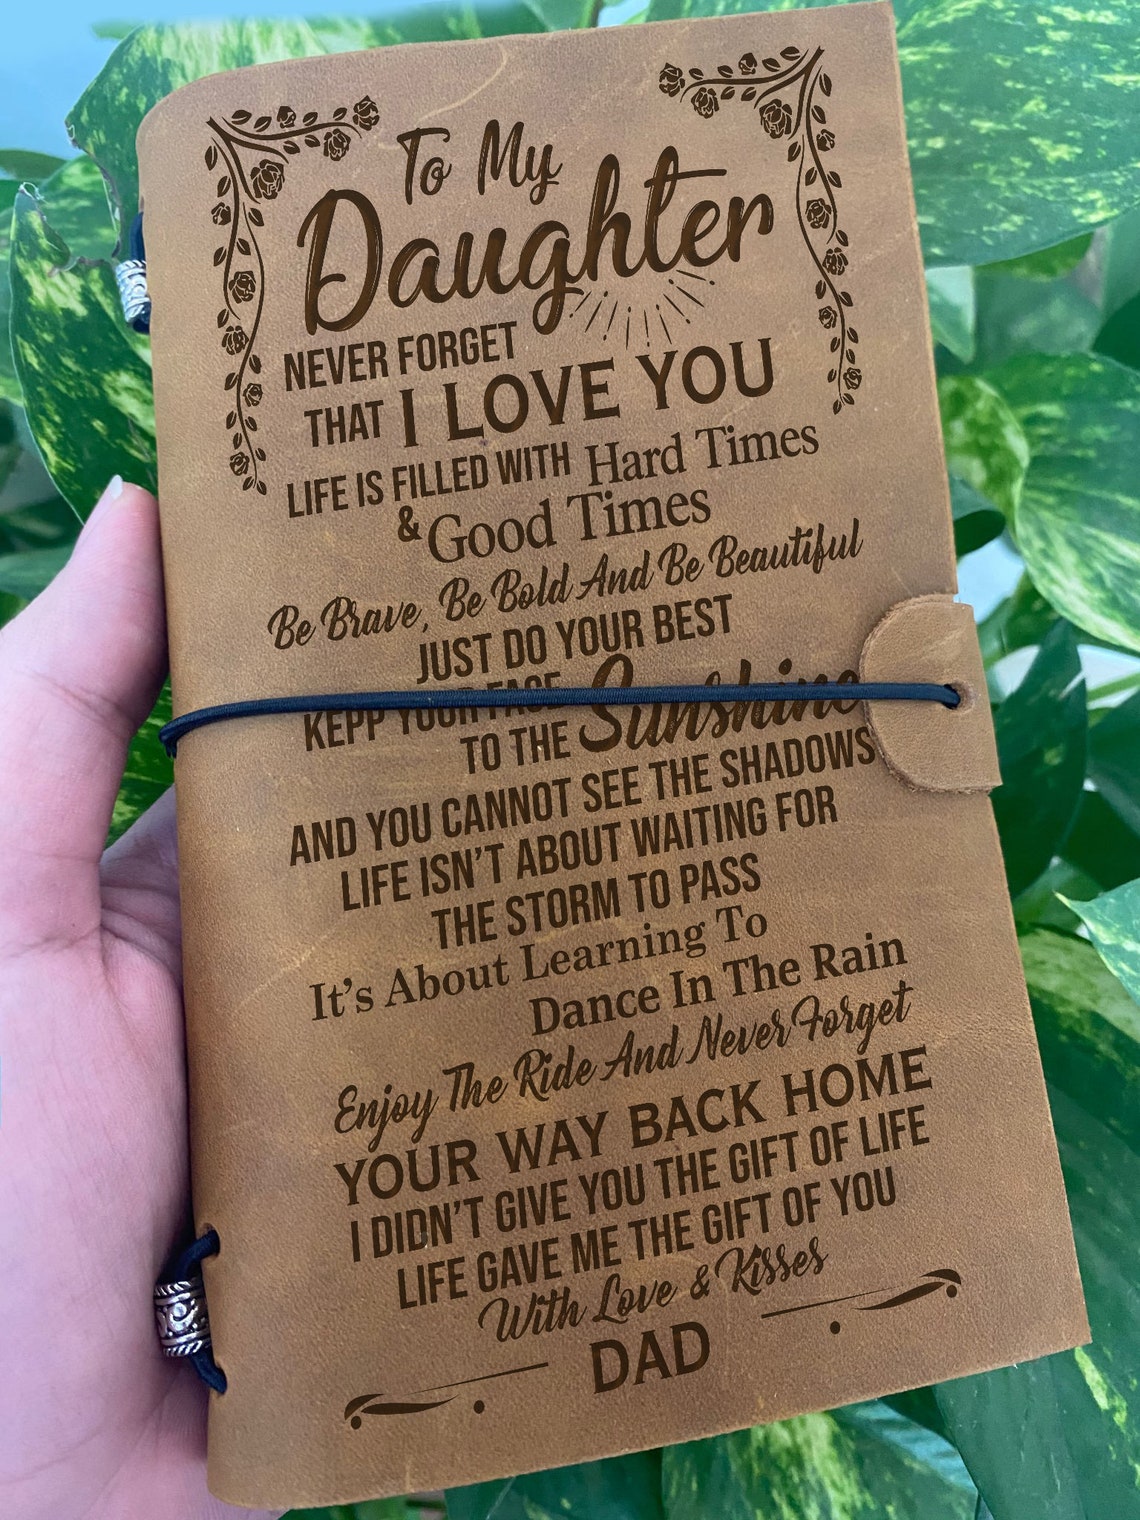 To My
Daughter
NEVER FORGET
THAT I LOVE YOU
LIFE IS FILLED WITH Hard Times
& Good Times
Be Brave, Be Bold And Be Beautiful
JUST DO YOUR BEST
KEPP YOUR FACE Sunshine
TO THE
AND YOU CANNOT SEE THE SHADOWS
LIFE ISN'T ABOUT WAITING FOR
THE STORM TO PASS
It's About Learning To
Dance In The Rain
Enjoy The Ride And Never Forget
YOUR WAY BACK HOME
I DIDN'T GIVE YOU THE GIFT OF LIFE
LIFE GAVE ME THE GIFT OF YOU
With Love & Kisses
DAD